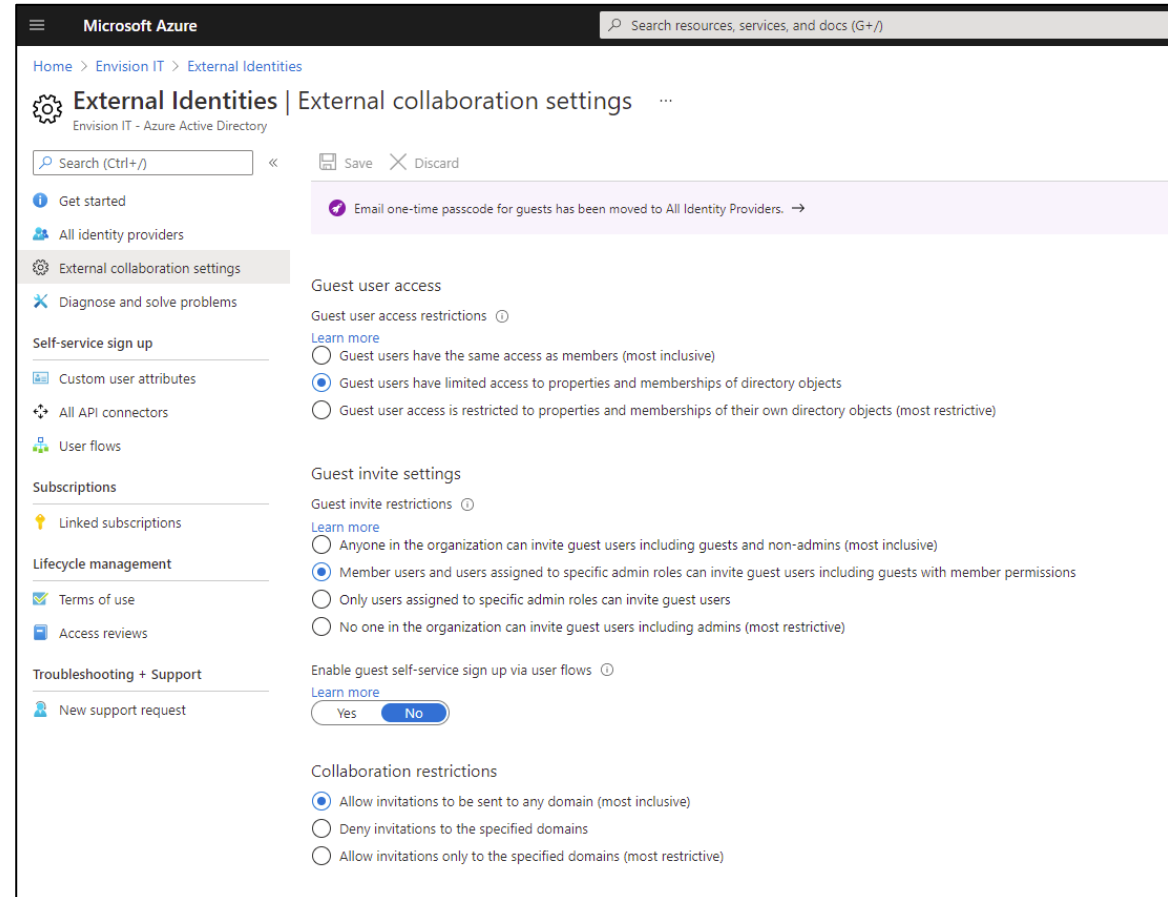 Microsoft Azure
Search resources, services, and docs (G+/)
Home > Envision IT > External Identities
External Identities | External collaboration settings ...
Envision IT - Azure Active Directory
Search (Ctrl+/)
«
Save
Discard
Get started
All identity providers
External collaboration settings
Diagnose and solve problems
Self-service sign up
Custom user attributes
All API connectors
User flows
Subscriptions
Linked subscriptions
Lifecycle management
Terms of use
Access reviews
Troubleshooting + Support
New support request
Email one-time passcode for guests has been moved to All Identity Providers. →
Guest user access
Guest user access restrictions
Learn more
Guest users have the same access as members (most inclusive)
Guest users have limited access to properties and memberships of directory objects
Guest user access is restricted to properties and memberships of their own directory objects (most restrictive)
Guest invite settings
Guest invite restrictions
Learn more
Anyone in the organization can invite guest users including guests and non-admins (most inclusive)
Member users and users assigned to specific admin roles can invite guest users including guests with member permissions
Only users assigned to specific admin roles can invite guest users
No one in the organization can invite guest users including admins (most restrictive)
Enable guest self-service sign up via user flows
Learn more
Yes
No
Collaboration restrictions
Allow invitations to be sent to any domain (most inclusive)
Deny invitations to the specified domains
Allow invitations only to the specified domains (most restrictive)